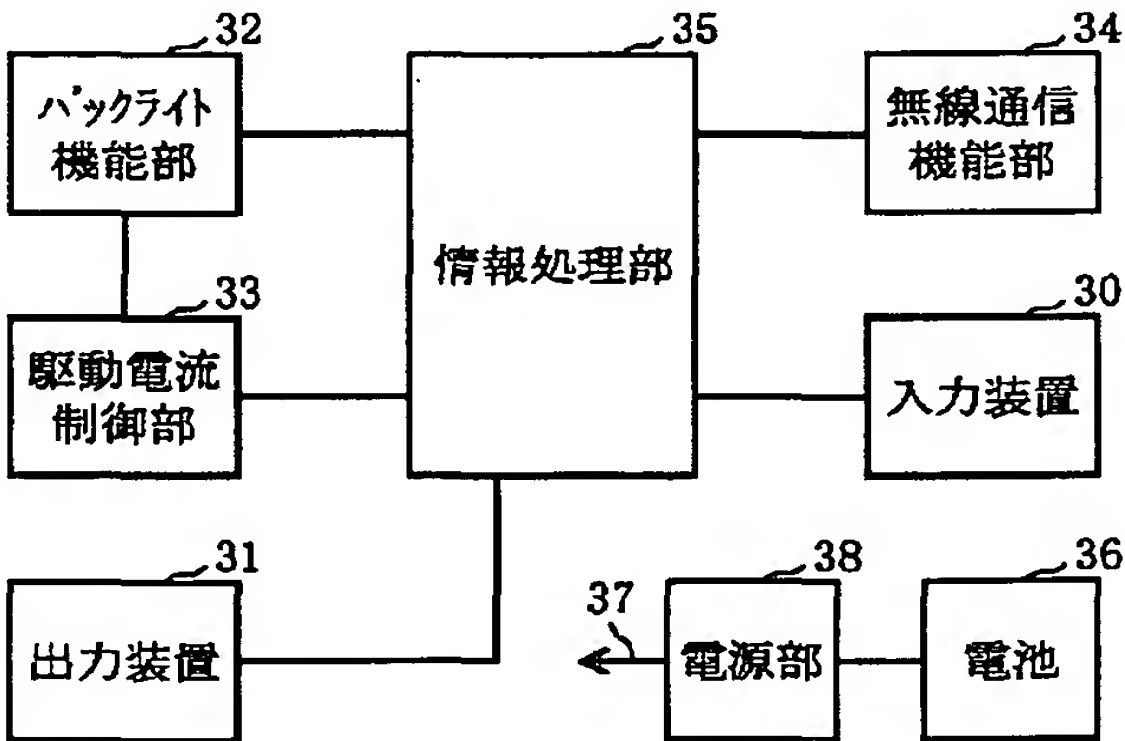 32
バックライト
機能部
35
情報処理部
34
無線通信
機能部
33
駆動電流
制御部
30
入力装置
31
出力装置
37
38
電源部
36
電池